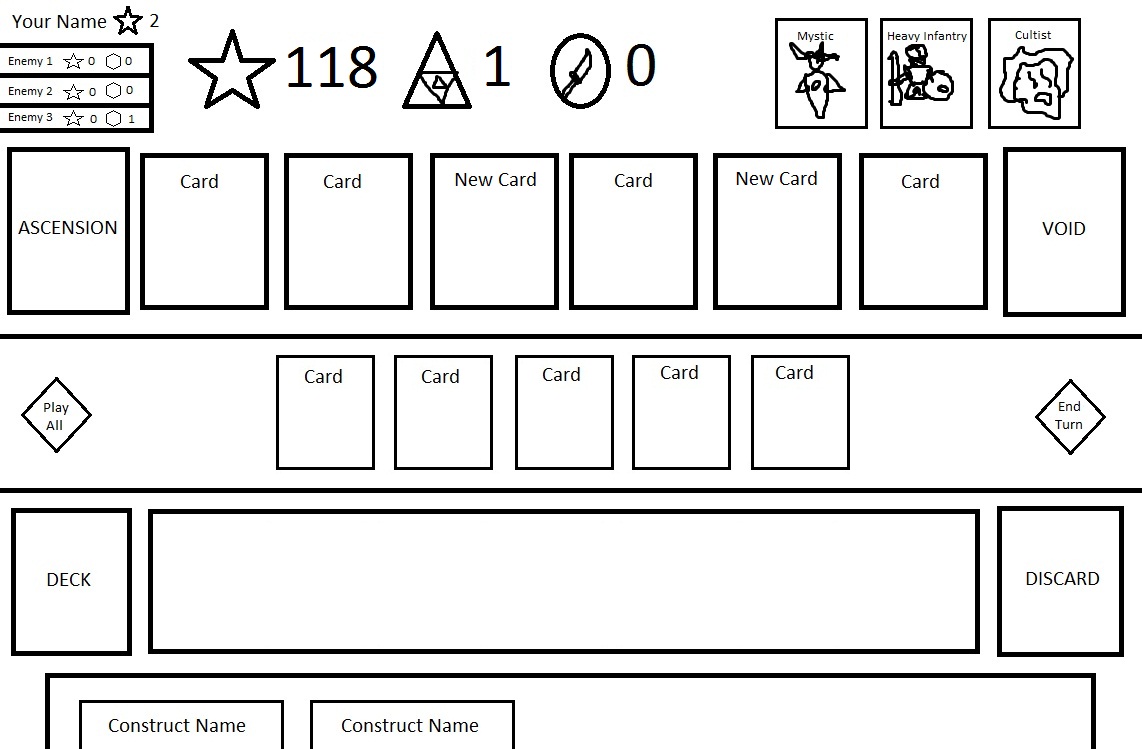 Your Name 2
Enemy 1 0 0
Enemy 2 0 0
Enemy 3 0 1
118 1 0
Mystic
Heavy Infantry
Cultist
ASCENSION
Card
Card
New Card
Card
New Card
Card
VOID
Play
All
Card
Card
Card
Card
Card
End
Turn
DECK
DISCARD
Construct Name
Construct Name